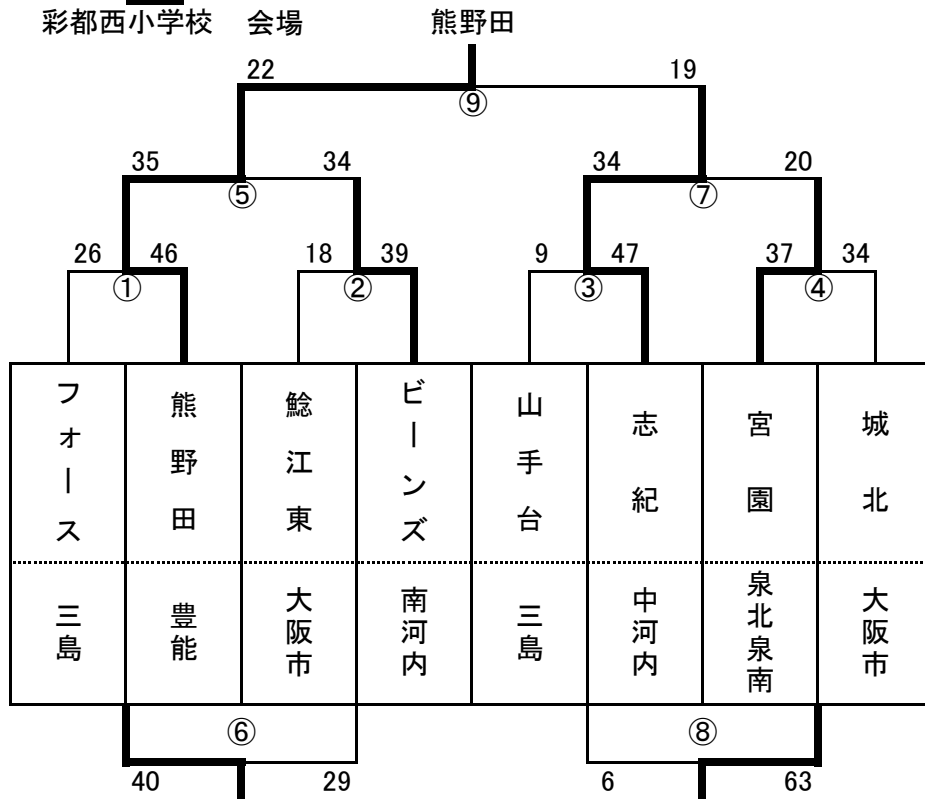 彩都西小学校 会場 熊野田
22 19
⑨
35 34 34 20
⑤ ⑦
26 46 18 39 9 47 37 34
① ② ③ ④
フォース 熊野田 鯰江東 ビーンズ 山手台 志紀 宮園 城北
三島 豊能 大阪市 南河内 三島 中河内 泉北泉南 大阪市
⑥ ⑧
40 29 6 63